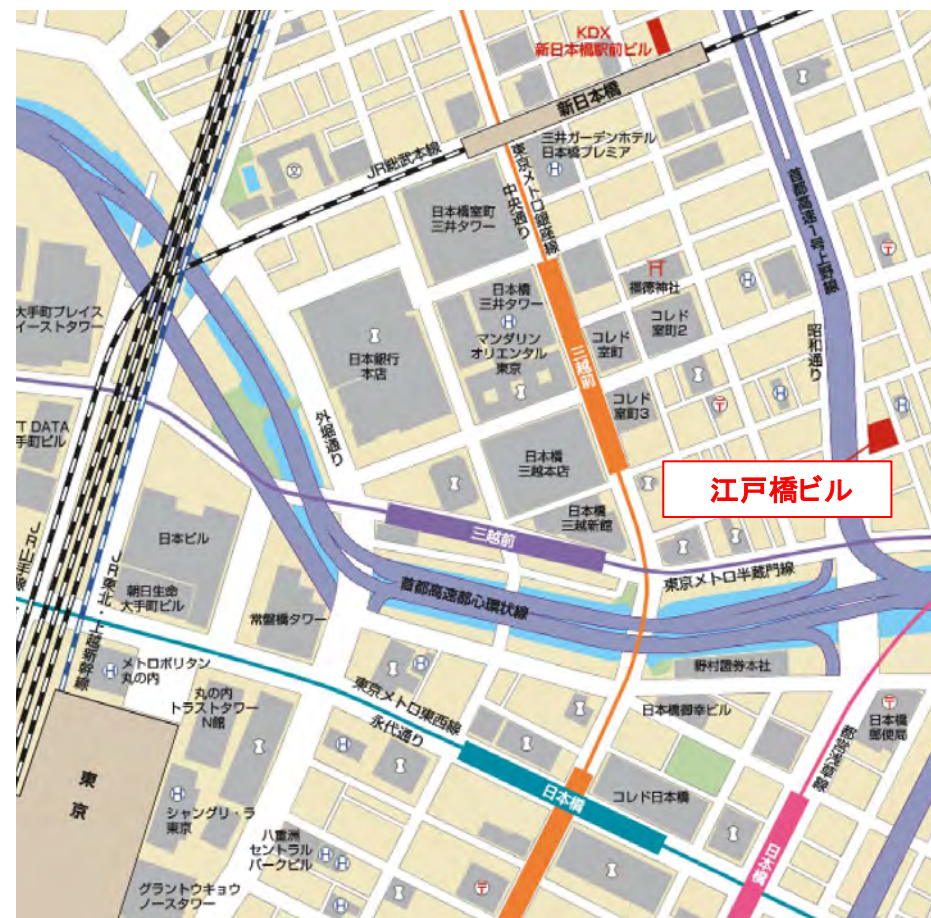 KDX
新日本橋駅前ビル
新日本橋
JR総武本線
三井ガーデンホテル
日本橋プレミア
東京メトロ銀座線
中央通り
首都高速1号上野線
日本橋室町
三井タワー
福徳神社
大手町プレイス
イーストタワー
日本橋
三井タワー
マンダリン
オリエンタル
東京
コレド
室町2
コレド
室町
昭和通り
日本銀行
本店
三越前
コレド
室町3
外堀通り
T DATA
手町ビル
日本橋
三越本店
江戸橋ビル
日本橋
三越新館
三越前
日本ビル
東京メトロ半蔵門線
JR山手線
JR東北・上越新幹線
朝日生命
大手町ビル
首都高速都心環状線
常盤橋タワー
メトロポリタン
丸の内
野村證券本社
丸の内
トラストタワー
N館
東京メトロ東西線
永代通り
日本橋御幸ビル
都営浅草線
日本橋
郵便局
東京
日本橋
コレド日本橋
シャングリ・ラ
東京
八重洲
セントラル
パークビル
日本橋
グラントウキョウ
ノースタワー